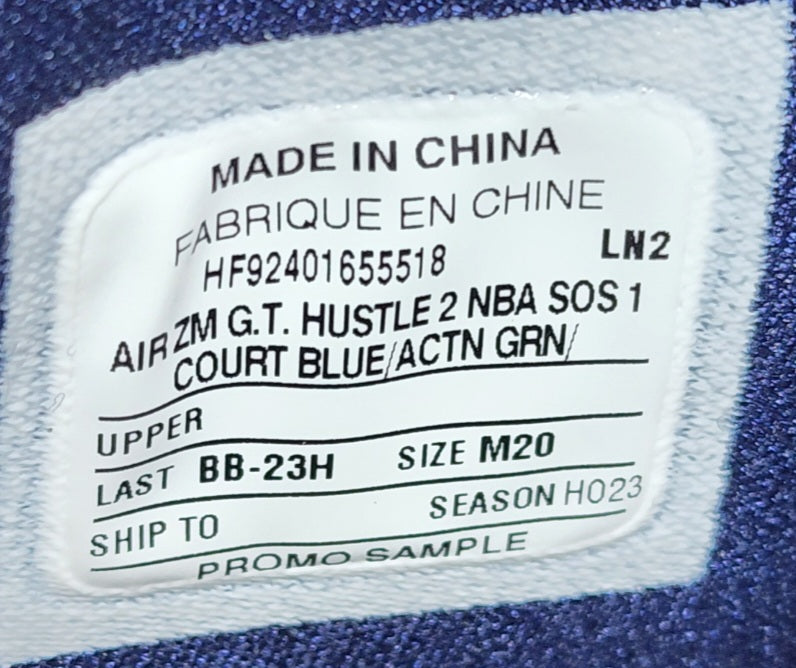 MADE IN CHINA
FABRIQUE EN CHINE
HF92401655518 LN2
AIR ZM G.T. HUSTLE 2 NBA SOS 1
COURT BLUE/ACTN GRN/
UPPER
LAST BB-23H SIZE M20
SHIP TO SEASON HO23
PROMO SAMPLE